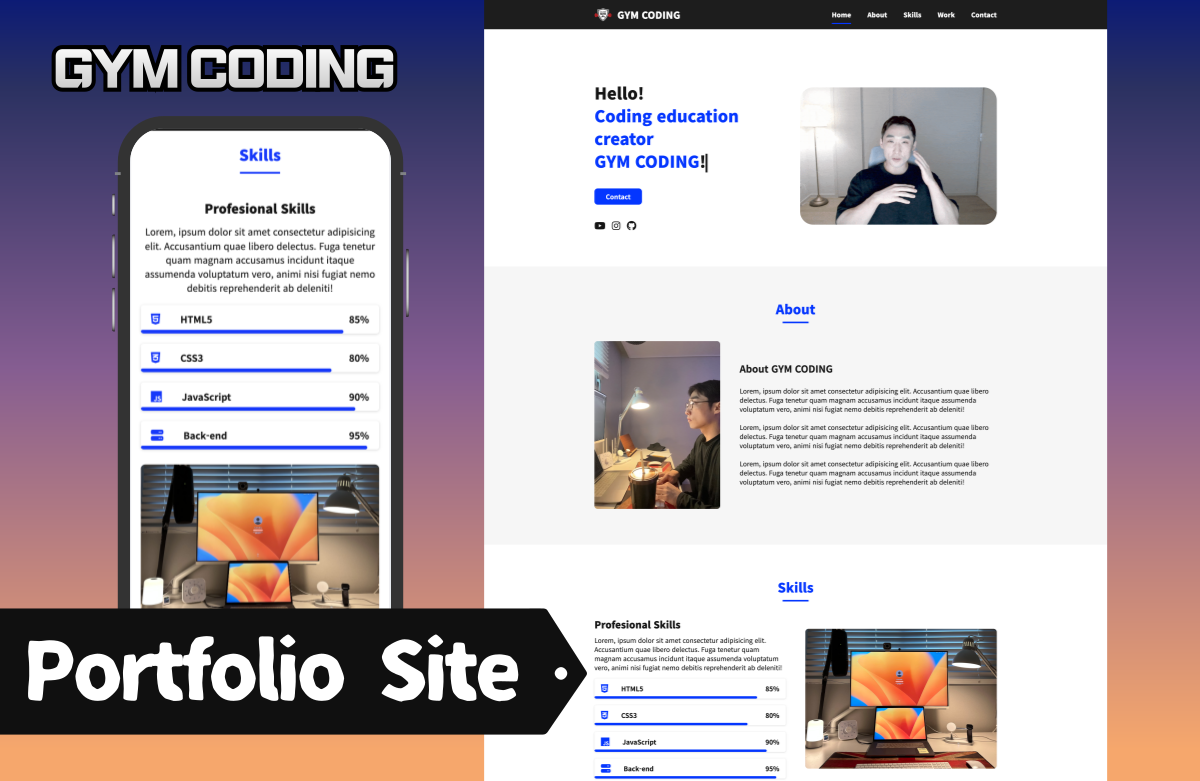 GYM CODING
Skills
Profesional Skills
Lorem, ipsum dolor sit amet consectetur adipisicing
elit. Accusantium quae libero delectus. Fuga tenetur
quam magnam accusamus incidunt itaque
assumenda voluptatum vero, animi nisi fugiat nemo
debitis reprehenderit ab deleniti!
HTML5 85%
CSS3 80%
JavaScript 90%
Back-end 95%
Portfolio Site
GYM CODING
Home About Skills Work Contact
Hello!
Coding education
creator
GYM CODING!
Contact
About
About GYM CODING
Lorem, ipsum dolor sit amet consectetur adipisicing elit. Accusantium quae libero
delectus. Fuga tenetur quam magnam accusamus incidunt itaque assumenda
voluptatum vero, animi nisi fugiat nemo debitis reprehenderit ab deleniti!
Lorem, ipsum dolor sit amet consectetur adipisicing elit. Accusantium quae libero
delectus. Fuga tenetur quam magnam accusamus incidunt itaque assumenda
voluptatum vero, animi nisi fugiat nemo debitis reprehenderit ab deleniti!
Lorem, ipsum dolor sit amet consectetur adipisicing elit. Accusantium quae libero
delectus. Fuga tenetur quam magnam accusamus incidunt itaque assumenda
voluptatum vero, animi nisi fugiat nemo debitis reprehenderit ab deleniti!
Skills
Profesional Skills
Lorem, ipsum dolor sit amet consectetur adipisicing elit.
Accusantium quae libero delectus. Fuga tenetur quam
magnam accusamus incidunt itaque assumenda voluptatum
vero, animi nisi fugiat nemo debitis reprehenderit ab deleniti!
HTML5 85%
CSS3 80%
JavaScript 90%
Back-end 95%